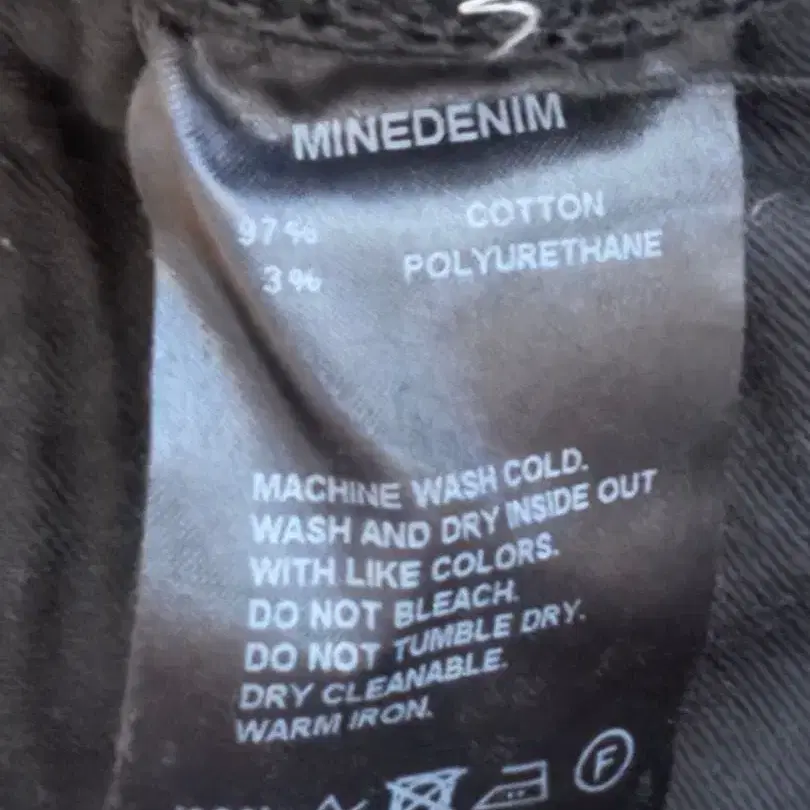 MINEDENIM
97% COTTON
3% POLYURETHANE
MACHINE WASH COLD.
WASH AND DRY INSIDE OUT
WITH LIKE COLORS.
DO NOT BLEACH.
DO NOT TUMBLE DRY.
DRY CLEANABLE.
WARM IRON.
F